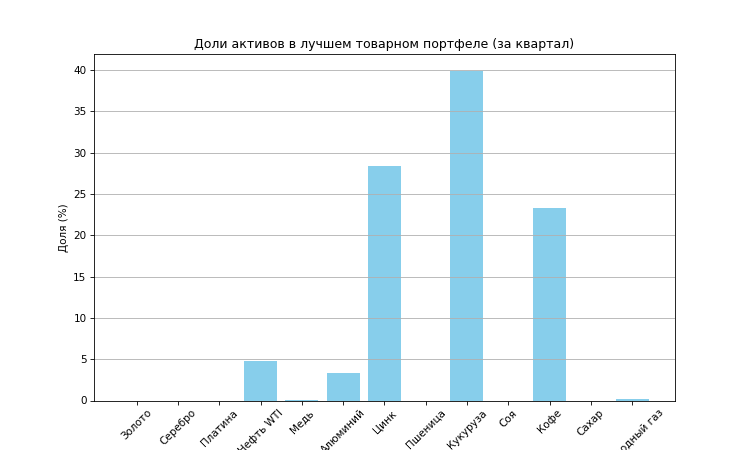 Доли активов в лучшем товарном портфеле (за квартал)
Доля (%)
40
35
30
25
20
15
10
5
0
Золото
Серебро
Платина
Нефть WTI
Медь
Алюминий
Цинк
Пшеница
Кукуруза
Соя
Кофе
Сахар
газ